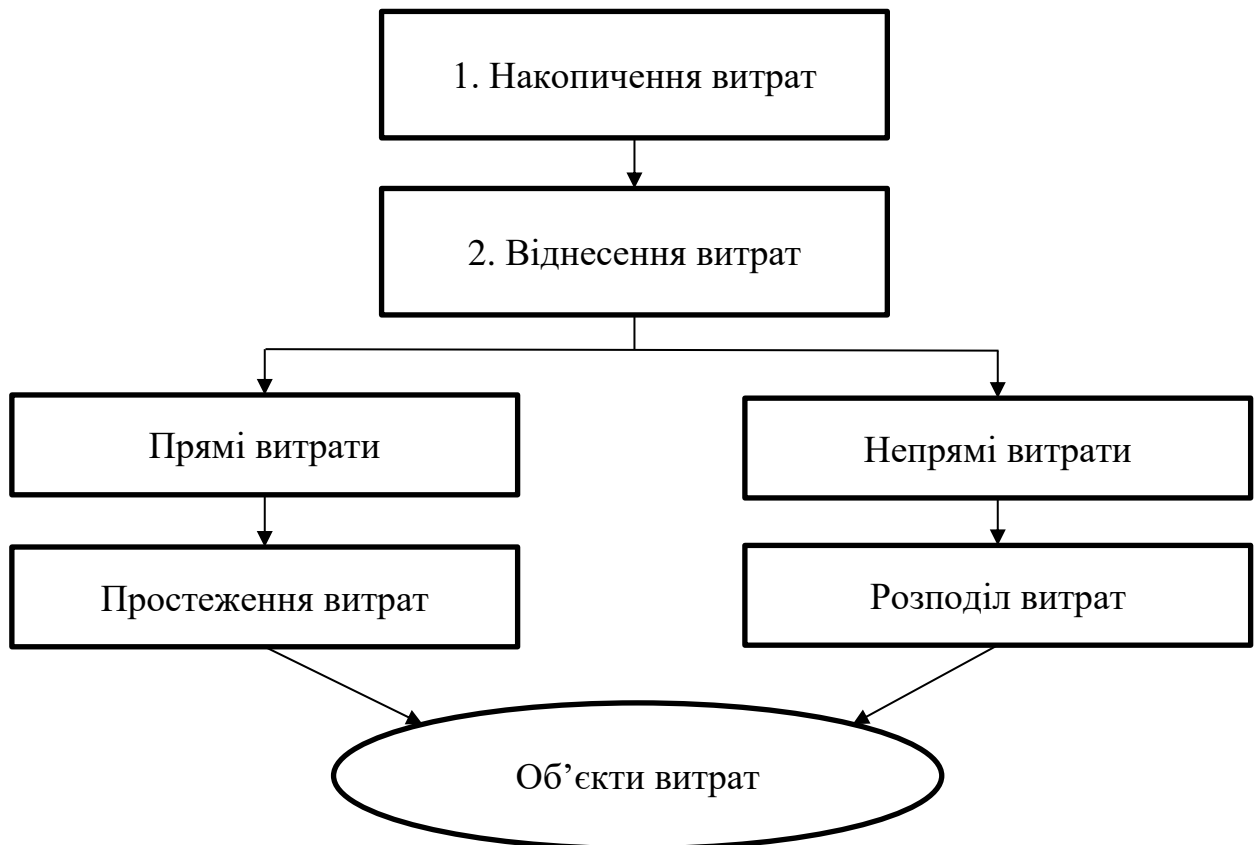 1. Накопичення витрат
2. Віднесення витрат
Прямі витрати
Непрямі витрати
Простеження витрат
Розподіл витрат
Об’єкти витрат